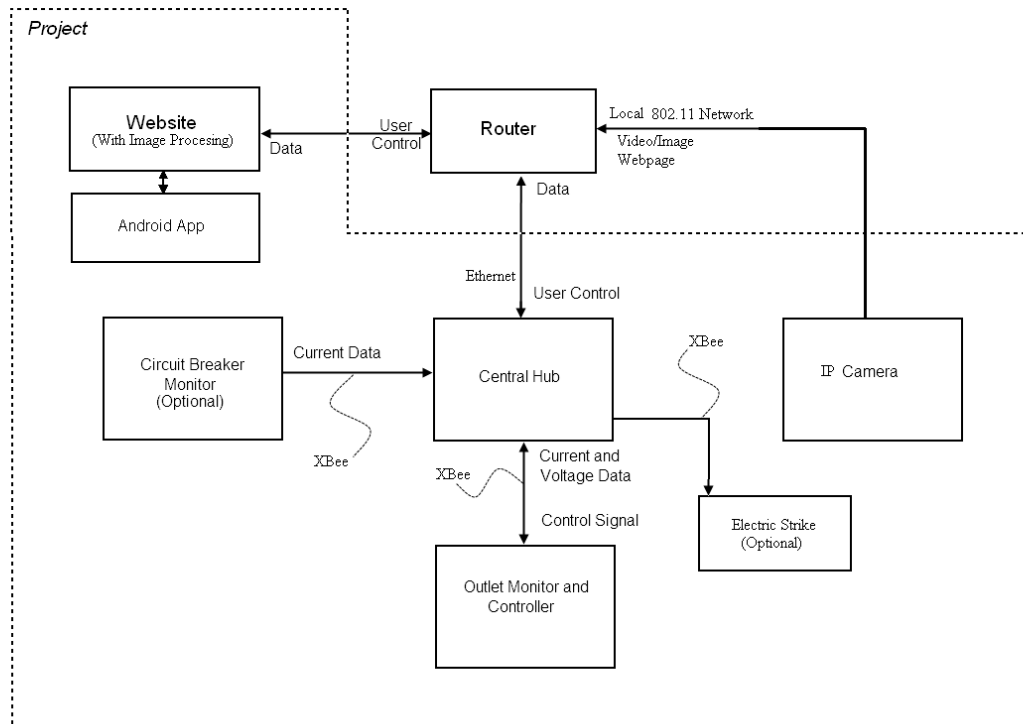 Project
Website
(With Image Procesing)
Data
User
Control
Router
Local 802.11 Network
Video/Image
Webpage
Android App
Data
Ethernet
User Control
Circuit Breaker
Monitor
(Optional)
Current Data
XBee
Central Hub
XBee
IP Camera
XBee
Current and
Voltage Data
Control Signal
Electric Strike
(Optional)
Outlet Monitor and
Controller